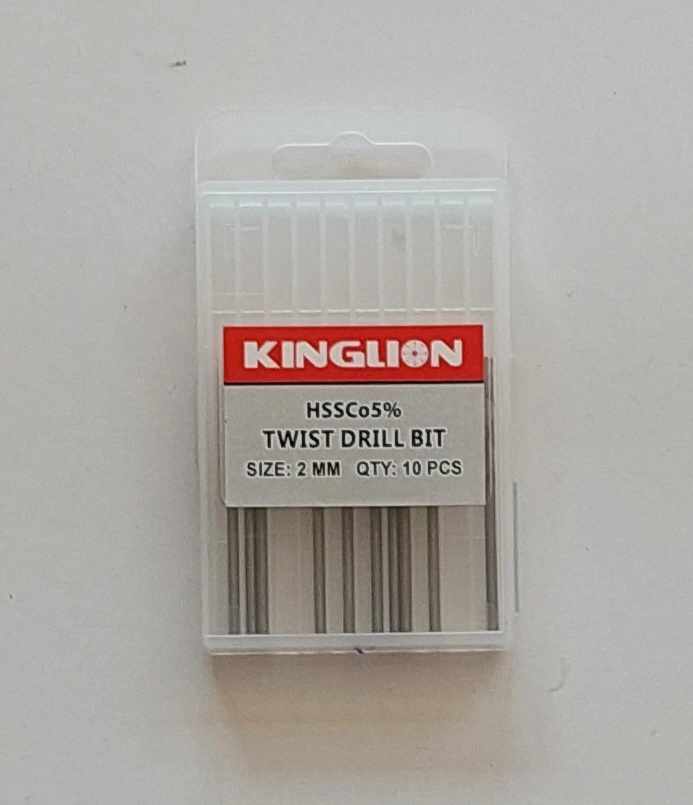 KINGLION
HSSCo5%
TWIST DRILL BIT
SIZE: 2 MM QTY: 10 PCS